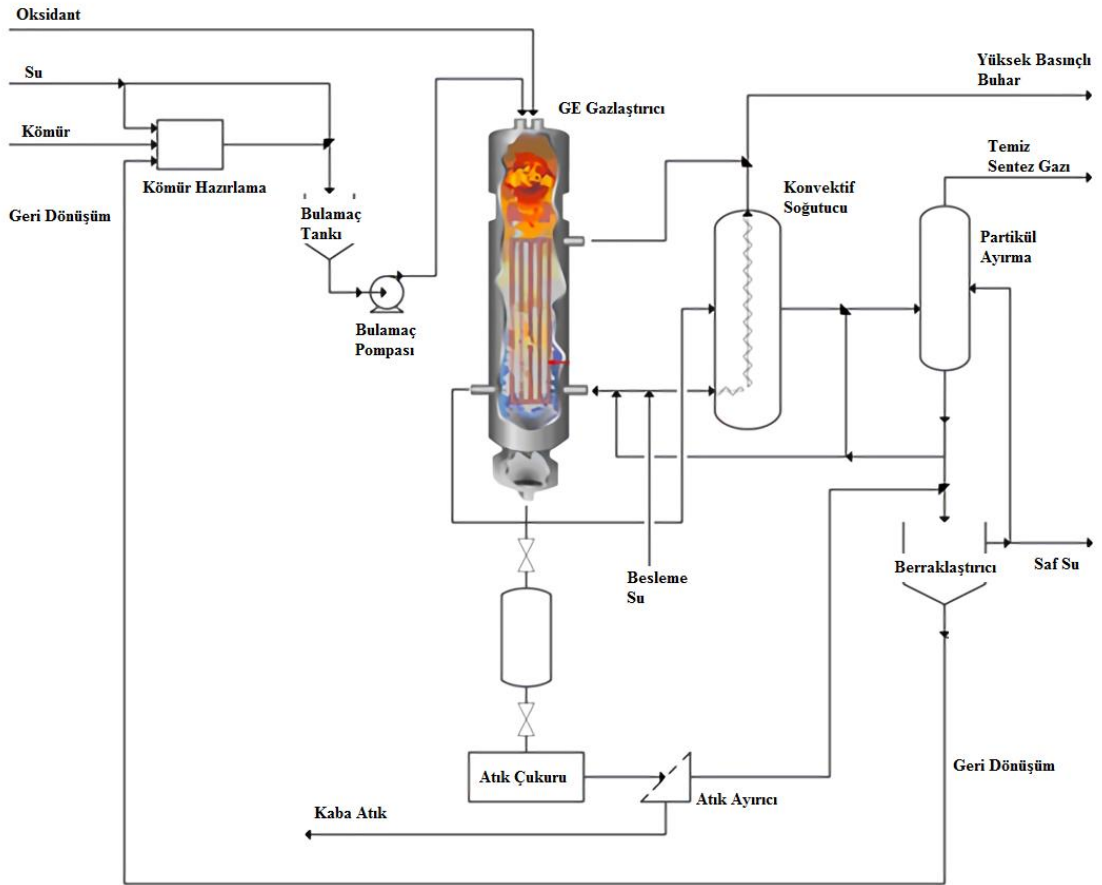 Oksidant
Su
Kömür
Kömür Hazırlama
Geri Dönüşüm
Bulamaç
Tankı
Bulamaç
Pompası
GE Gazlaştırıcı
Yüksek Basınçlı
Buhar
Temiz
Sentez Gazı
Konvektif
Soğutucu
Partikül
Ayırma
Besleme
Su
Berraklaştırıcı
Saf Su
Atık Çukuru
Atık Ayırıcı
Kaba Atık
Geri Dönüşüm